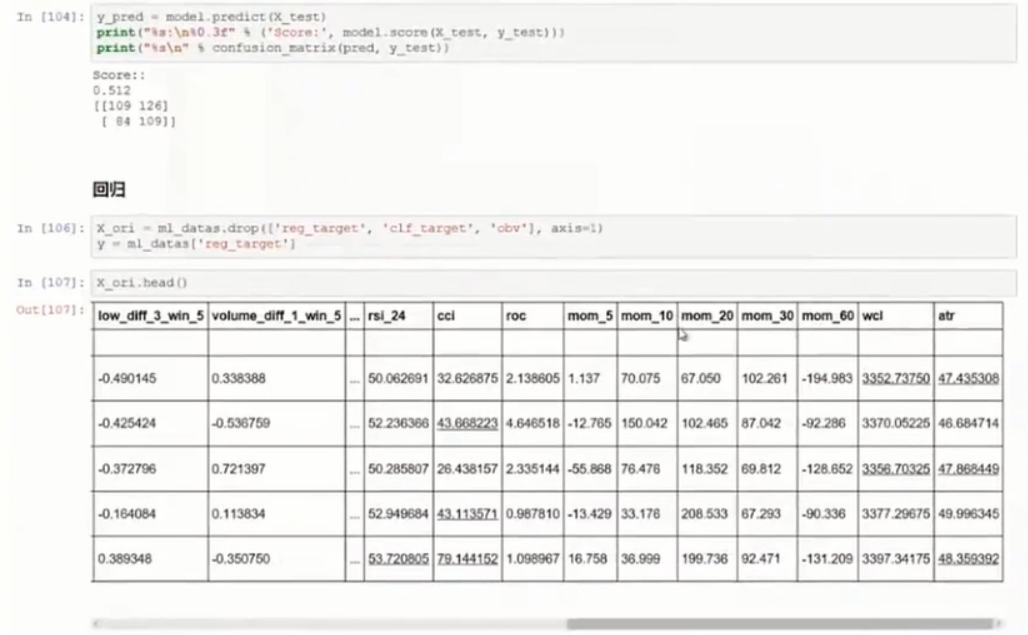 In [104]: y_pred = model.predict(X_test)
print("%s:\n%0.3f" % ('Score:', model.score(X_test, y_test)))
print("%s\n" % confusion_matrix(pred, y_test))
Score::
0.512
[[109 126]
[ 84 109]]
回归
In [106]: X_ori = ml_datas.drop(['reg_target', 'clf_target', 'obv'], axis=1)
y = ml_datas['reg_target']
In [107]: X_ori.head()
Out[107]: low_diff_3_win_5 volume_diff_1_win_5 ... rsi_24 cci roc mom_5 mom_10 mom_20 mom_30 mom_60 wcl atr
-0.490145 0.338388 ... 50.062691 32.626875 2.138605 1.137 70.075 67.050 102.261 -194.983 3352.73750 47.435308
-0.425424 -0.536759 ... 52.236366 43.668223 4.646518 -12.765 150.042 102.465 87.042 -92.286 3370.05225 46.684714
-0.372796 0.721397 ... 50.285807 26.438157 2.335144 -55.868 76.476 118.352 69.812 -128.652 3356.70325 47.868449
-0.164084 0.113834 ... 52.949684 43.113571 0.987810 -13.429 33.176 208.533 67.293 -90.336 3377.29675 49.996345
0.389348 -0.350750 ... 53.720805 79.144152 1.098967 16.758 36.999 199.736 92.471 -131.209 3397.34175 48.359392